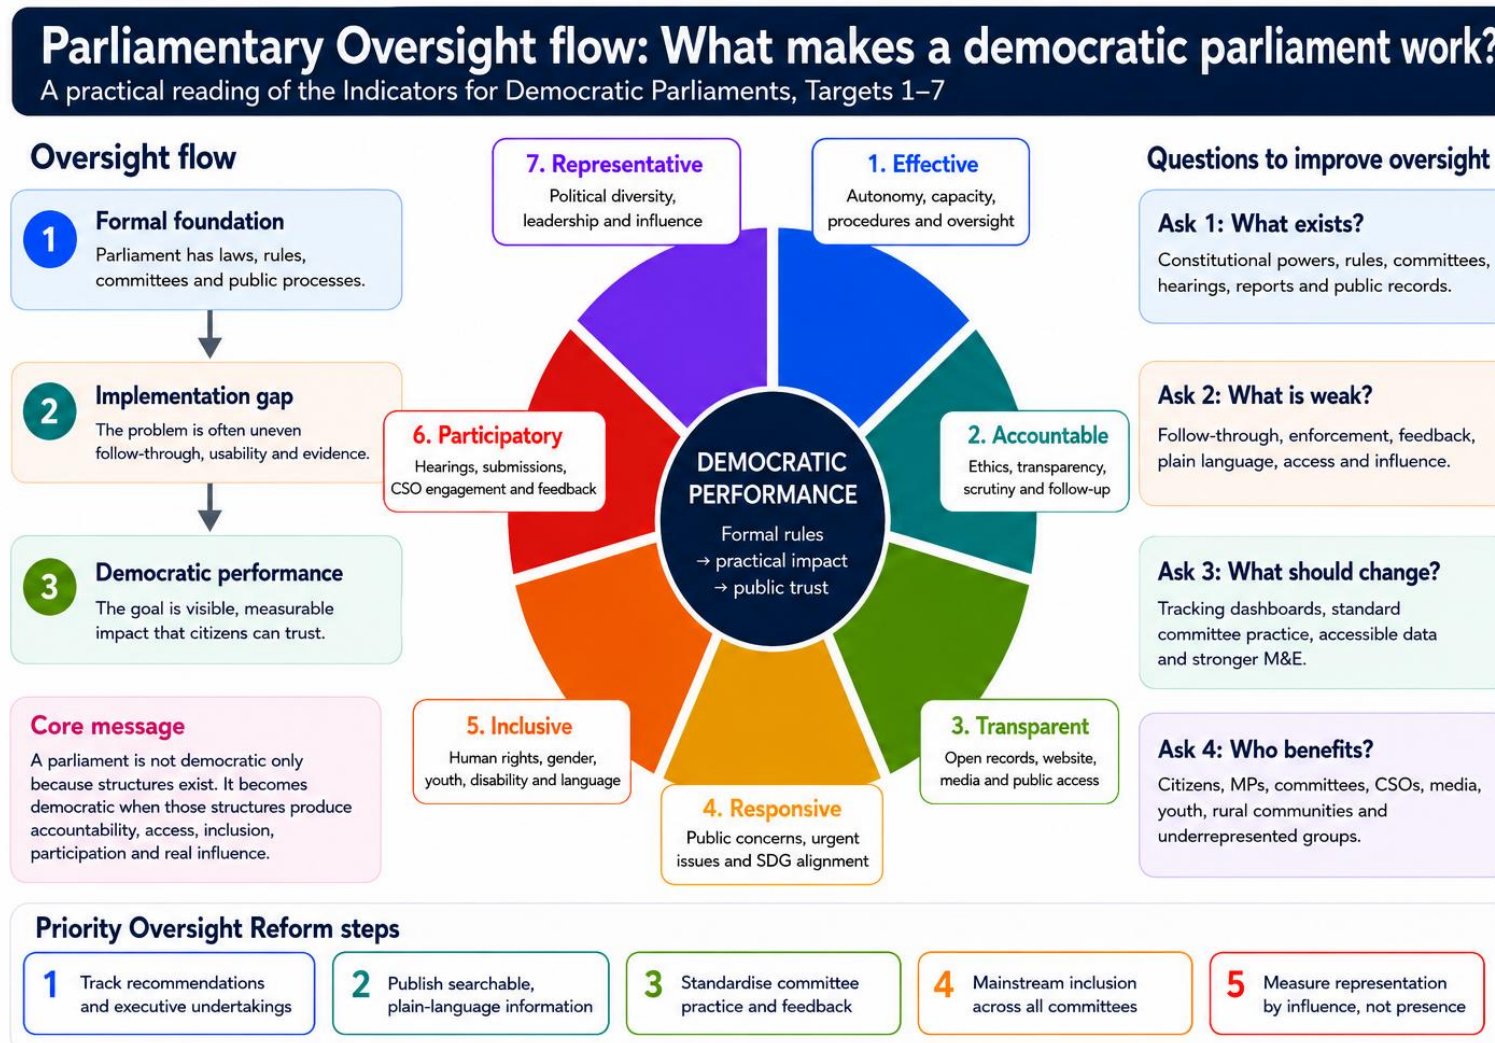 Parliamentary Oversight flow: What makes a democratic parliament work?
A practical reading of the Indicators for Democratic Parliaments, Targets 1–7
Oversight flow
1
Formal foundation
Parliament has laws, rules,
committees and public processes.
2
Implementation gap
The problem is often uneven
follow-through, usability and evidence.
3
Democratic performance
The goal is visible, measurable
impact that citizens can trust.
Core message
A parliament is not democratic only
because structures exist. It becomes
democratic when those structures produce
accountability, access, inclusion,
participation and real influence.
7. Representative
Political diversity,
leadership and influence
1. Effective
Autonomy, capacity,
procedures and oversight
6. Participatory
Hearings, submissions,
CSO engagement and feedback
2. Accountable
Ethics, transparency,
scrutiny and follow-up
DEMOCRATIC
PERFORMANCE
Formal rules
→ practical impact
→ public trust
5. Inclusive
Human rights, gender,
youth, disability and language
3. Transparent
Open records, website,
media and public access
4. Responsive
Public concerns, urgent
issues and SDG alignment
Questions to improve oversight
Ask 1: What exists?
Constitutional powers, rules, committees,
hearings, reports and public records.
Ask 2: What is weak?
Follow-through, enforcement, feedback,
plain language, access and influence.
Ask 3: What should change?
Tracking dashboards, standard
committee practice, accessible data
and stronger M&E.
Ask 4: Who benefits?
Citizens, MPs, committees, CSOs, media,
youth, rural communities and
underrepresented groups.
Priority Oversight Reform steps
1
Track recommendations
and executive undertakings
2
Publish searchable,
plain-language information
3
Standardise committee
practice and feedback
4
Mainstream inclusion
across all committees
5
Measure representation
by influence, not presence